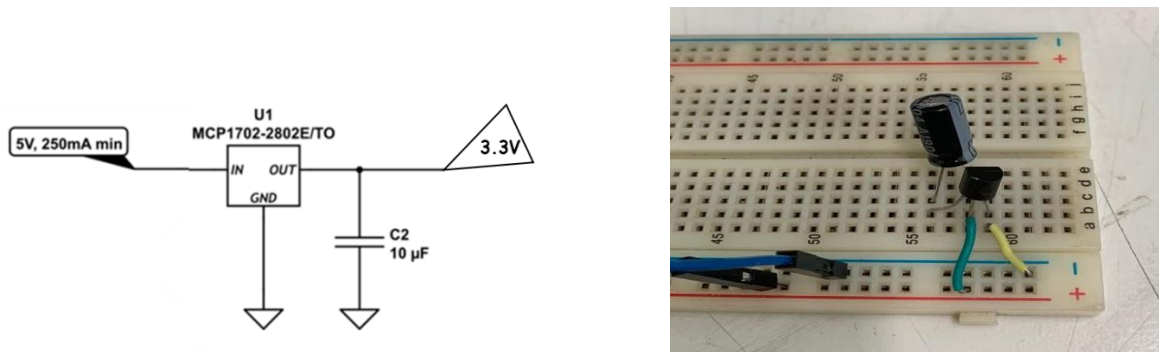 U1
MCP1702-2802E/TO
5V, 250mA min
IN OUT
GND
3.3V
C2
10 µF
- +
45 50 55 60
f g h i j
a b c d e
45 50 55 60
- +